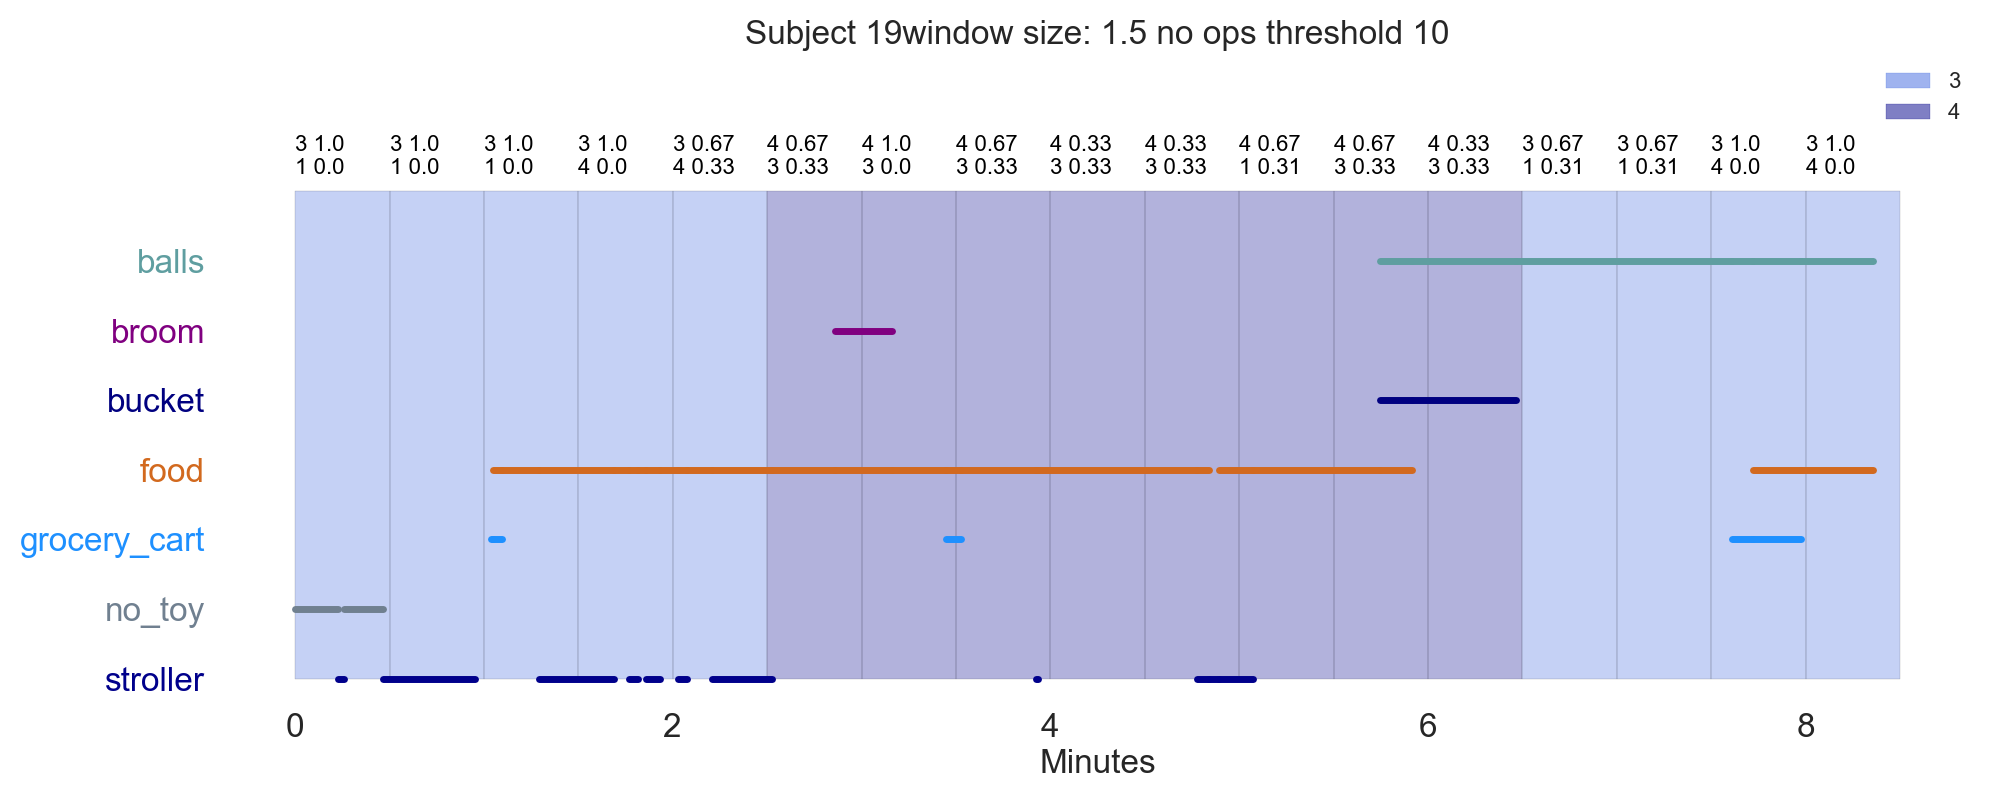 Subject 19window size: 1.5 no ops threshold 10
3
4
3 1.0 3 1.0 3 1.0 3 1.0 3 0.67 4 0.67 4 1.0 4 0.67 4 0.33 4 0.33 4 0.67 4 0.67 4 0.33 3 0.67 3 0.67 3 1.0 3 1.0
1 0.0 1 0.0 1 0.0 4 0.0 4 0.33 3 0.33 3 0.0 3 0.33 3 0.33 3 0.33 1 0.31 3 0.33 3 0.33 1 0.31 1 0.31 4 0.0 4 0.0
balls
broom
bucket
food
grocery_cart
no_toy
stroller
0 2 4 6 8
Minutes